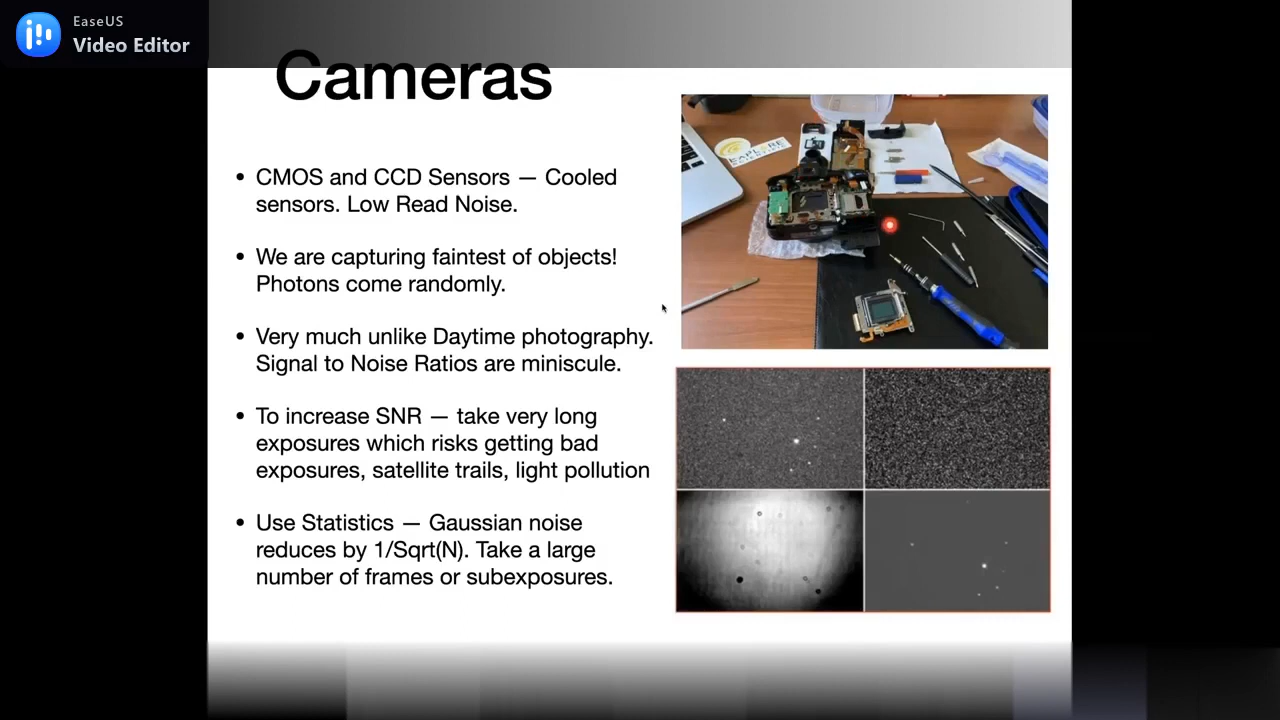 EaseUS
Video Editor
Cameras
• CMOS and CCD Sensors — Cooled
sensors. Low Read Noise.
• We are capturing faintest of objects!
Photons come randomly.
• Very much unlike Daytime photography.
Signal to Noise Ratios are miniscule.
• To increase SNR — take very long
exposures which risks getting bad
exposures, satellite trails, light pollution
• Use Statistics — Gaussian noise
reduces by 1/Sqrt(N). Take a large
number of frames or subexposures.
EXPLORE
SCIENTIFIC